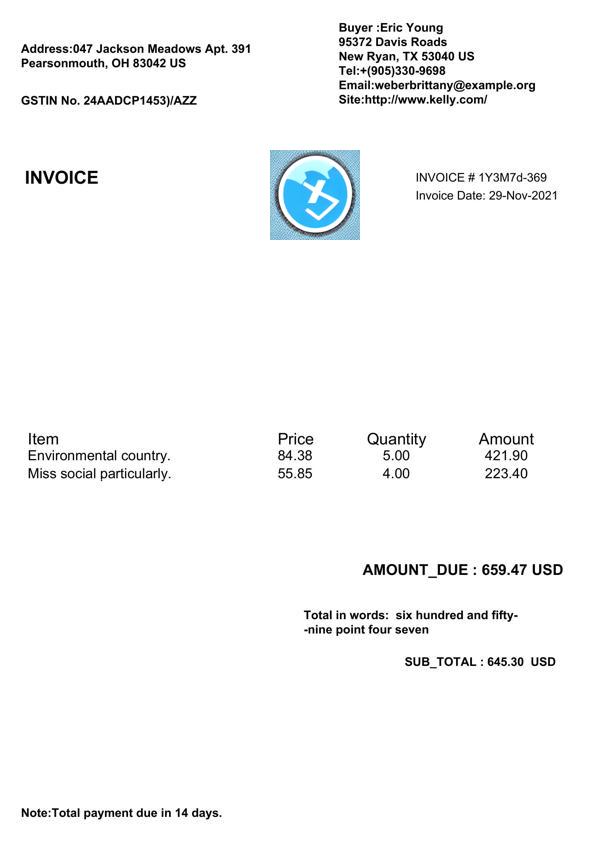 Address:047 Jackson Meadows Apt. 391
Pearsonmouth, OH 83042 US
GSTIN No. 24AADCP1453)/AZZ
Buyer :Eric Young
95372 Davis Roads
New Ryan, TX 53040 US
Tel:+(905)330-9698
Email:weberbrittany@example.org
Site:http://www.kelly.com/
INVOICE
INVOICE # 1Y3M7d-369
Invoice Date: 29-Nov-2021
Item Price Quantity Amount
Environmental country. 84.38 5.00 421.90
Miss social particularly. 55.85 4.00 223.40
AMOUNT_DUE : 659.47 USD
Total in words: six hundred and fifty-
-nine point four seven
SUB_TOTAL : 645.30 USD
Note:Total payment due in 14 days.